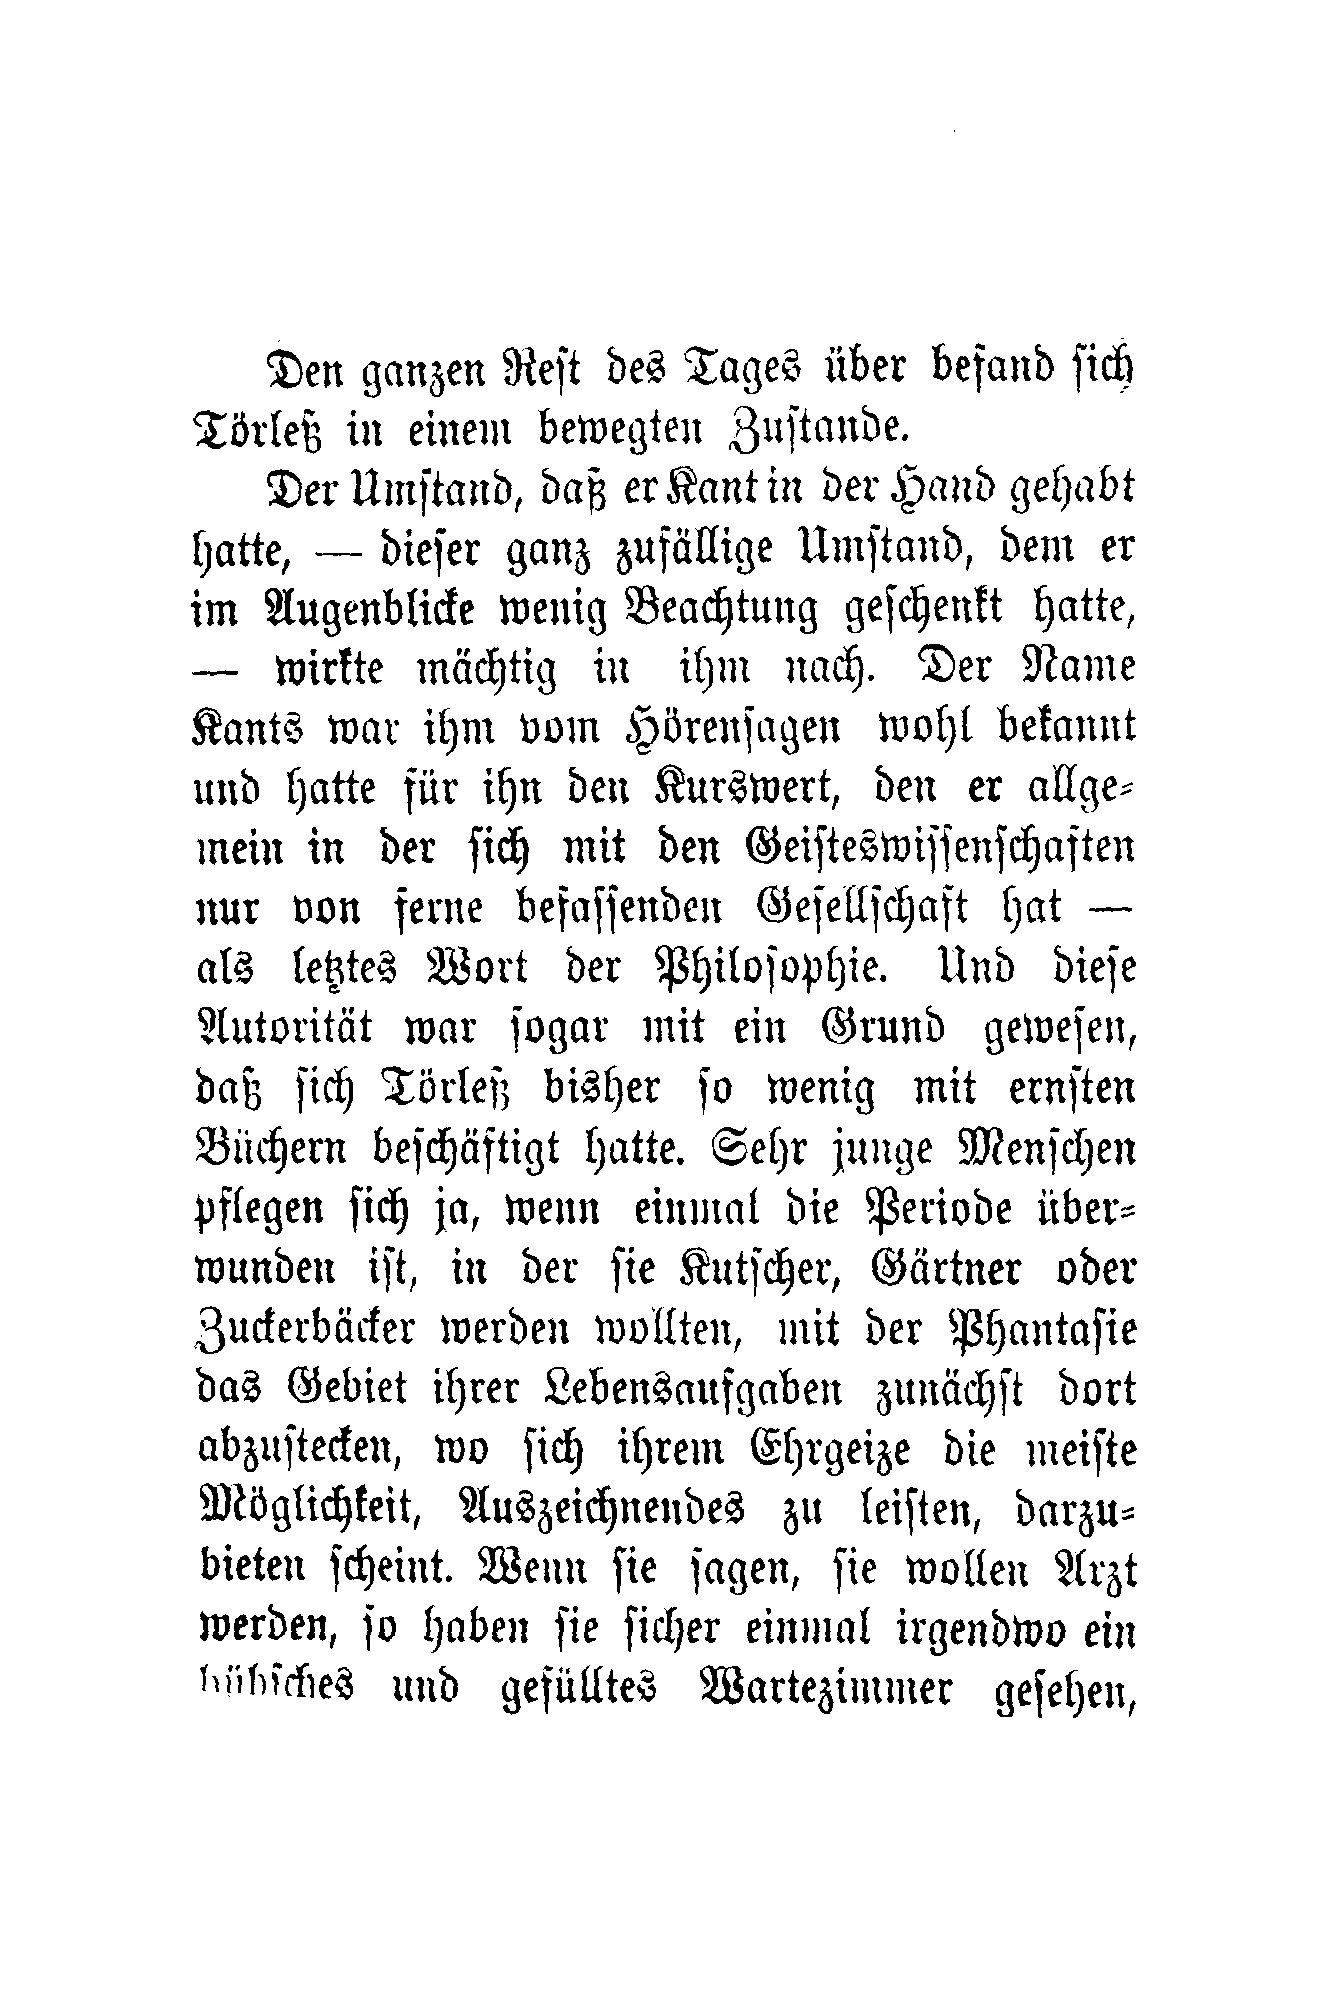 Den ganzen Rest des Tages über befand sich
Törleß in einem bewegten Zustande.
Der Umstand, daß er Kant in der Hand gehabt
hatte, — dieser ganz zufällige Umstand, dem er
im Augenblicke wenig Beachtung geschenkt hatte,
— wirkte mächtig in ihm nach. Der Name
Kants war ihm vom Hörensagen wohl bekannt
und hatte für ihn den Kurswert, den er allge-
mein in der sich mit den Geisteswissenschaften
nur von ferne befassenden Gesellschaft hat —
als letztes Wort der Philosophie. Und diese
Autorität war sogar mit ein Grund gewesen,
daß sich Törleß bisher so wenig mit ernsten
Büchern beschäftigt hatte. Sehr junge Menschen
pflegen sich ja, wenn einmal die Periode über-
wunden ist, in der sie Kutscher, Gärtner oder
Zuckerbäcker werden wollten, mit der Phantasie
das Gebiet ihrer Lebensaufgaben zunächst dort
abzustecken, wo sich ihrem Ehrgeize die meiste
Möglichkeit, Auszeichnendes zu leisten, darzu-
bieten scheint. Wenn sie sagen, sie wollen Arzt
werden, so haben sie sicher einmal irgendwo ein
hübsches und gefülltes Wartezimmer gesehen,